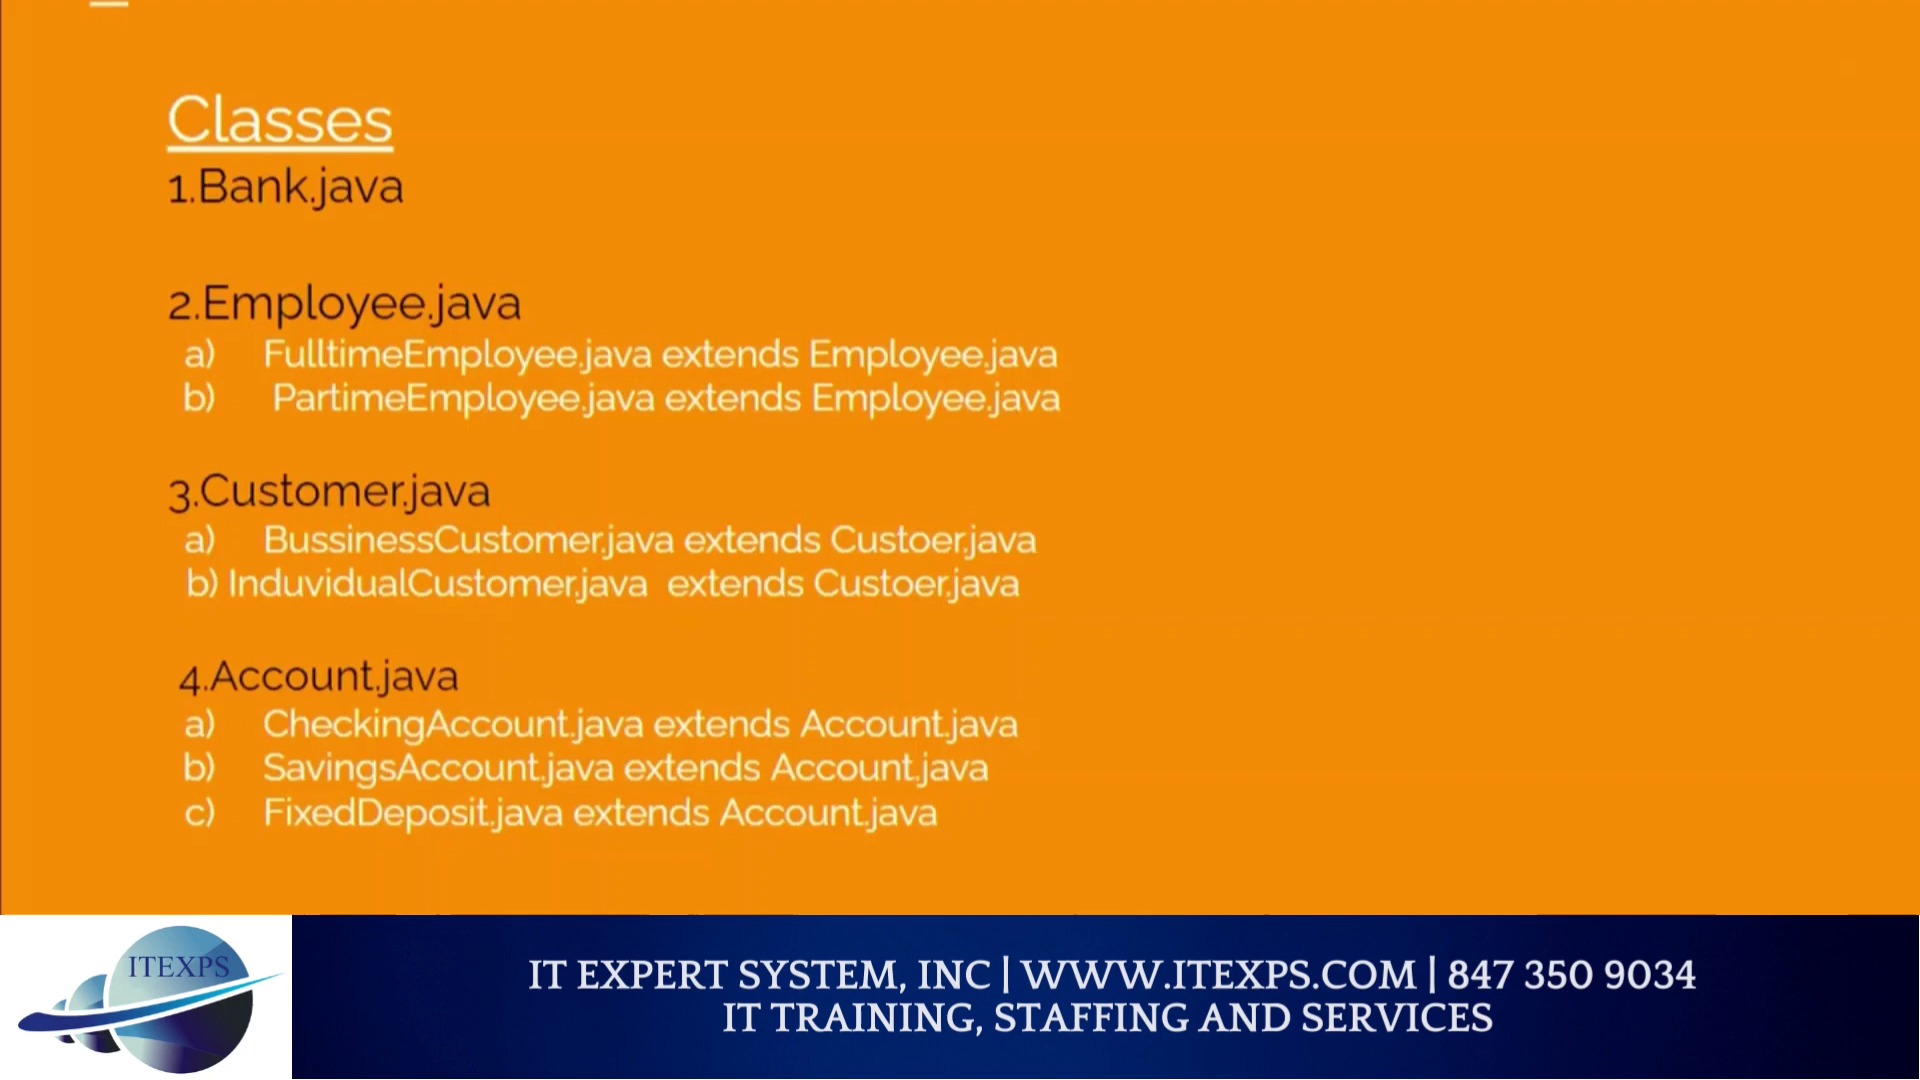 Classes
1.Bank.java
2.Employee.java
a) FulltimeEmployee.java extends Employee.java
b) PartimeEmployee.java extends Employee.java
3.Customer.java
a) BussinessCustomer.java extends Custoer.java
b) InduvidualCustomer.java extends Custoer.java
4.Account.java
a) CheckingAccount.java extends Account.java
b) SavingsAccount.java extends Account.java
c) FixedDeposit.java extends Account.java
ITEXPS
IT EXPERT SYSTEM, INC | WWW.ITEXPS.COM | 847 350 9034
IT TRAINING, STAFFING AND SERVICES